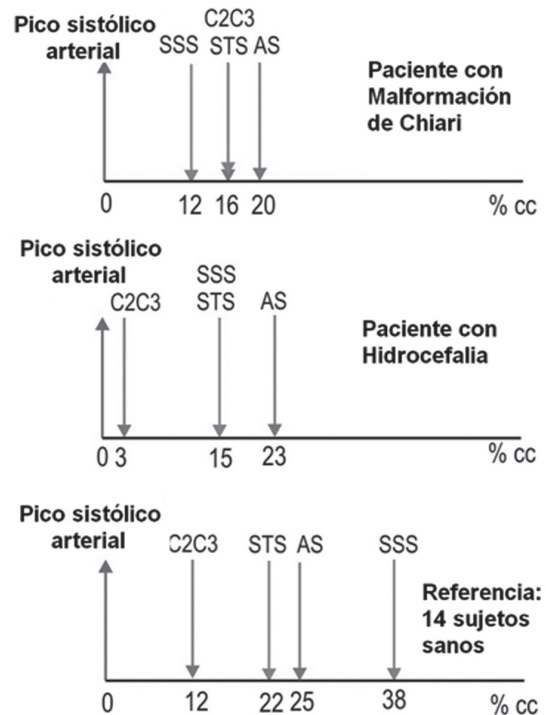 Pico sistólico
arterial
C2C3
SSS STS AS
Paciente con
Malformación
de Chiari
0 12 16 20 % cc
Pico sistólico
arterial
SSS
C2C3 STS AS
Paciente con
Hidrocefalia
0 3 15 23 % cc
Pico sistólico
arterial
C2C3 STS AS SSS
Referencia:
14 sujetos
sanos
0 12 22 25 38 % cc